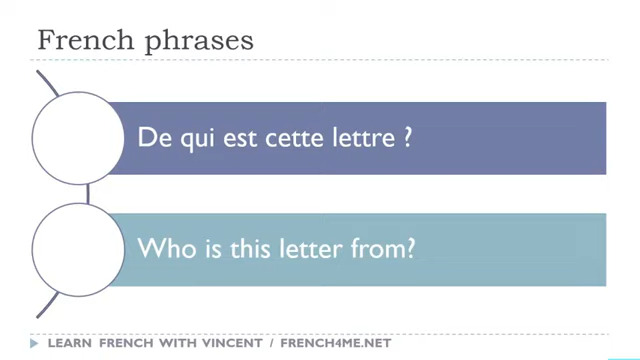 French phrases
De qui est cette lettre ?
Who is this letter from?
LEARN FRENCH WITH VINCENT / FRENCH4ME.NET